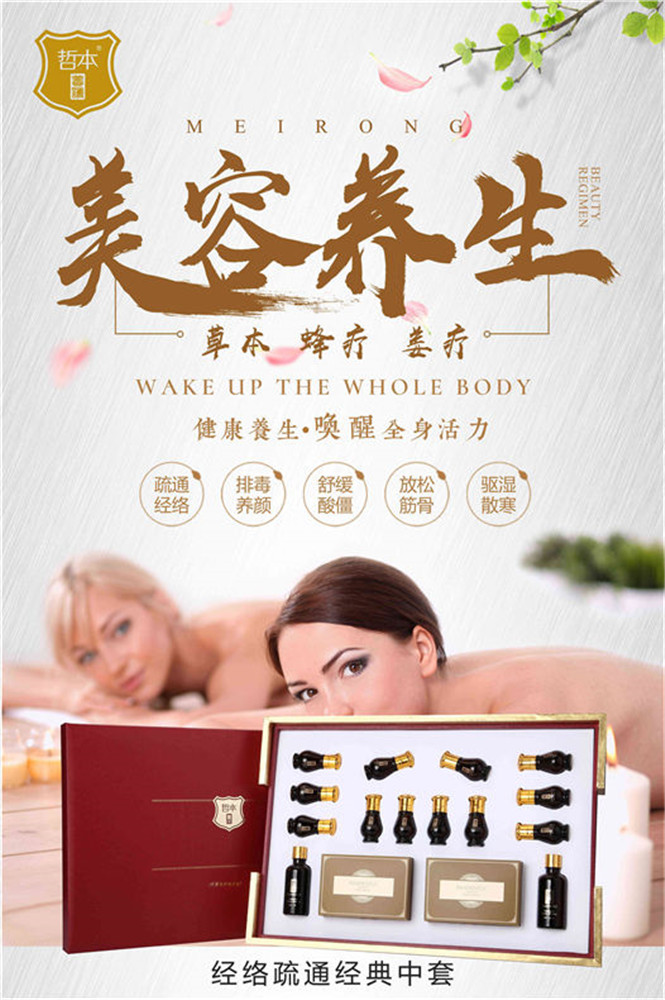 哲本®
MEIRONG
美容养生
BEAUTY
REGIMEN
草本 蜂疗 姜疗
WAKE UP THE WHOLE BODY
健康養生·唤醒全身活力
疏通
经络
排毒
养颜
舒缓
酸僵
放松
筋骨
驱湿
散寒
哲本
经络疏通经典中套